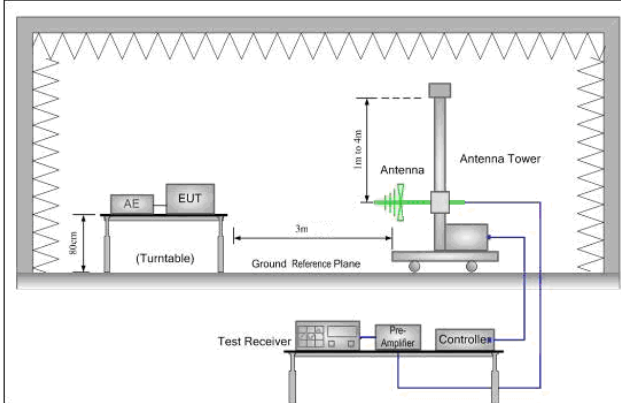 1m to 4m
Antenna
Antenna Tower
AE
EUT
80cm
3m
(Turntable)
Ground Reference Plane
Test Receiver
Pre-
Amplifier
Controller